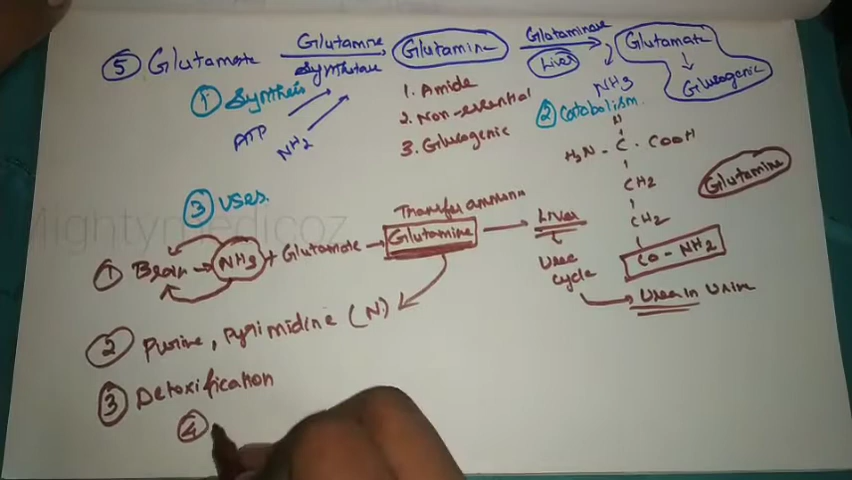 ⑤ Glutamate Glutamine Synthetase Glutamine Glutaminase Liver Glutamate
NH3 Glucogenic
① Synthesis
ATP NH2
1. Amide
2. Non-essential
3. Glucogenic
② Catabolism
H
H3N - C - COOH
CH2
CH2
CO - NH2
Glutamine
③ Uses.
Mightymedicoz
① Brain → NH3 + Glutamate → Glutamine → Liver
Transfer ammonia
Urea
cycle
Urea in Urine
② Purine, Pyrimidine (N)
③ Detoxification
④